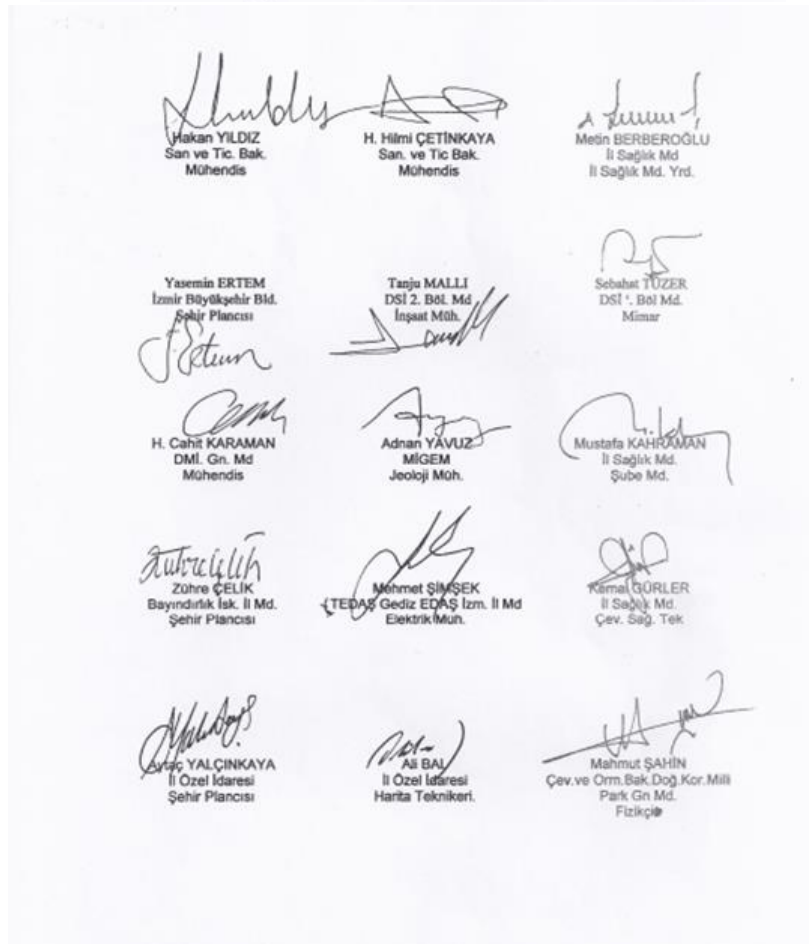 Hakan YILDIZ
San ve Tic. Bak.
Mühendis
H. Hilmi ÇETİNKAYA
San. ve Tic Bak.
Mühendis
Metin BERBEROĞLU
İl Sağlık Md
İl Sağlık Md. Yrd.
Yasemin ERTEM
İzmir Büyükşehir Bld.
Şehir Plancısı
Tanju MALLI
DSİ 2. Böl. Md
İnşaat Müh.
Sebahat TÜZER
DSİ '. Böl Md.
Mimar
H. Cahit KARAMAN
DMİ. Gn. Md
Mühendis
Adnan YAVUZ
MİGEM
Jeoloji Müh.
Mustafa KAHRAMAN
İl Sağlık Md.
Şube Md.
Zühre ÇELİK
Bayındırlık İsk. İl Md.
Şehir Plancısı
Mehmet ŞİMŞEK
(TEDAŞ Gediz EDAŞ İzm. İl Md
Elektrik Müh.
Kemal GÜRLER
İl Sağlık Md.
Çev. Sağ. Tek
Aytaç YALÇINKAYA
İl Özel İdaresi
Şehir Plancısı
Ali BAL
İl Özel İdaresi
Harita Teknikeri.
Mahmut ŞAHİN
Çev.ve Orm.Bak.Doğ.Kor.Milli
Park Gn Md.
Fizikçi